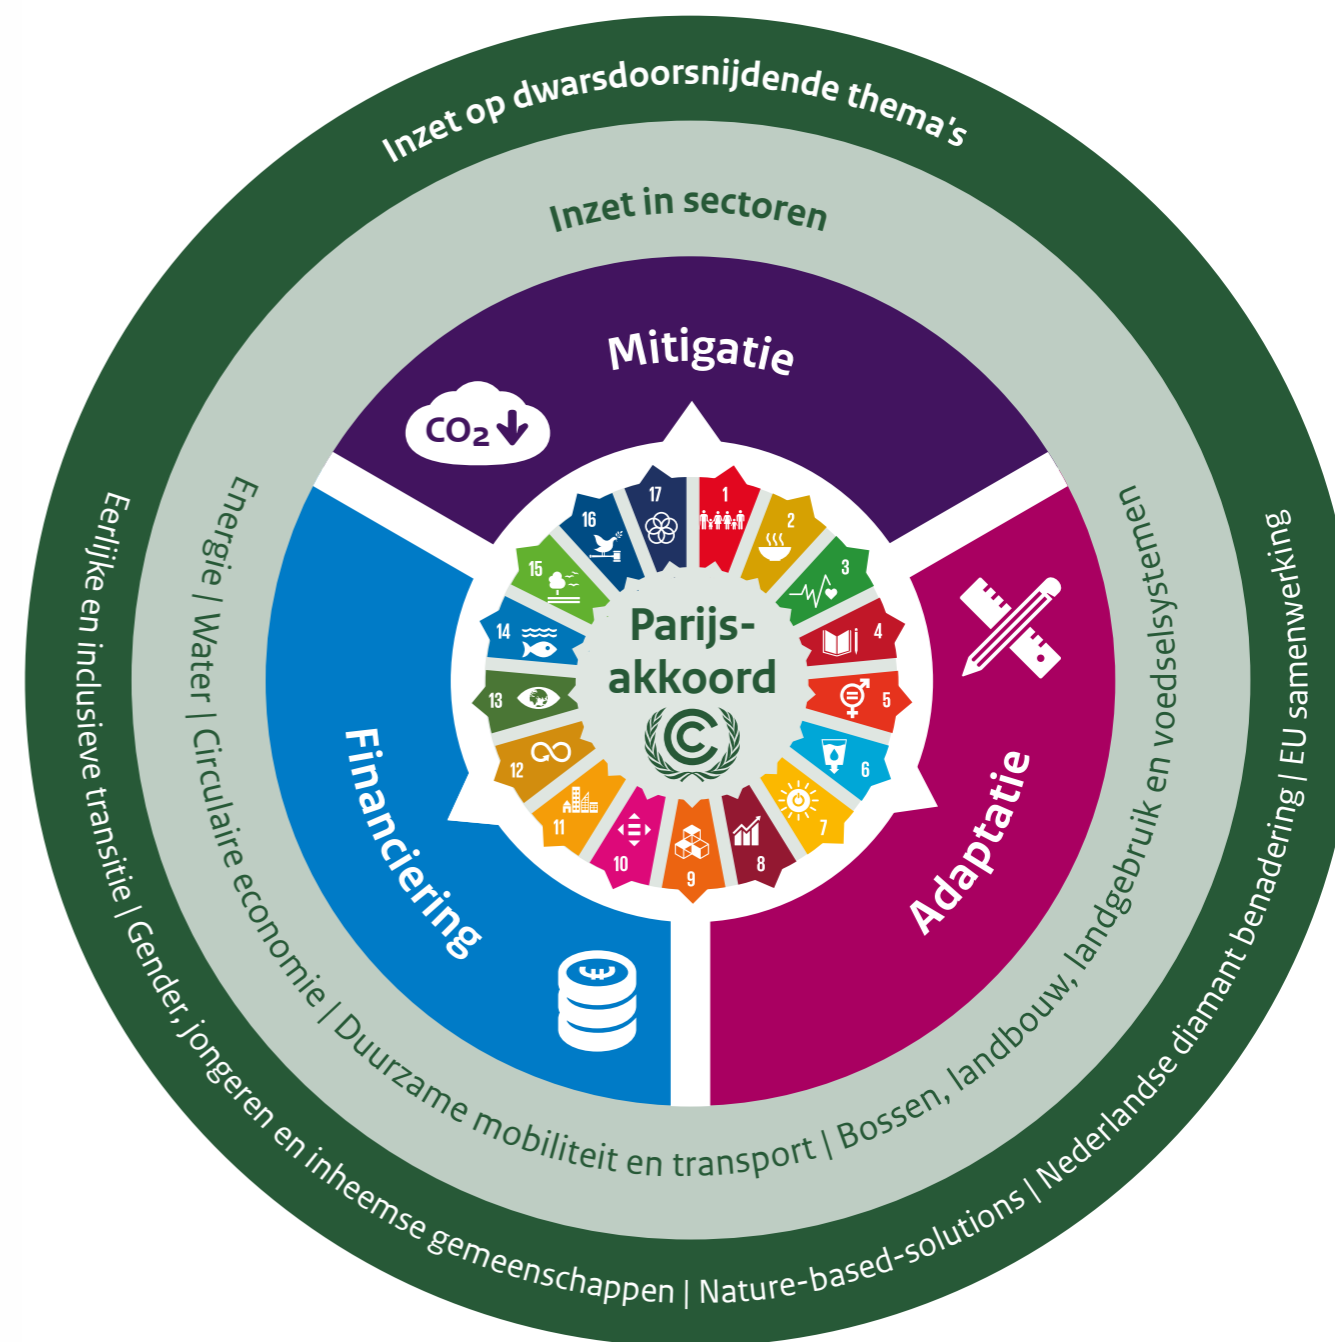 Inzet op dwarsdoorsnijdende thema's
Inzet in sectoren
Mitigatie
CO₂
Adaptatie
Financiering
Parijs-
akkoord
1
2
3
4
5
6
7
8
9
10
11
12
13
14
15
16
17
Energie | Water | Circulaire economie | Duurzame mobiliteit en transport | Bossen, landbouw, landgebruik en voedselsystemen
Eerlijke en inclusieve transitie | Gender, jongeren en inheemse gemeenschappen | Nature-based-solutions | Nederlandse diamant benadering | EU samenwerking